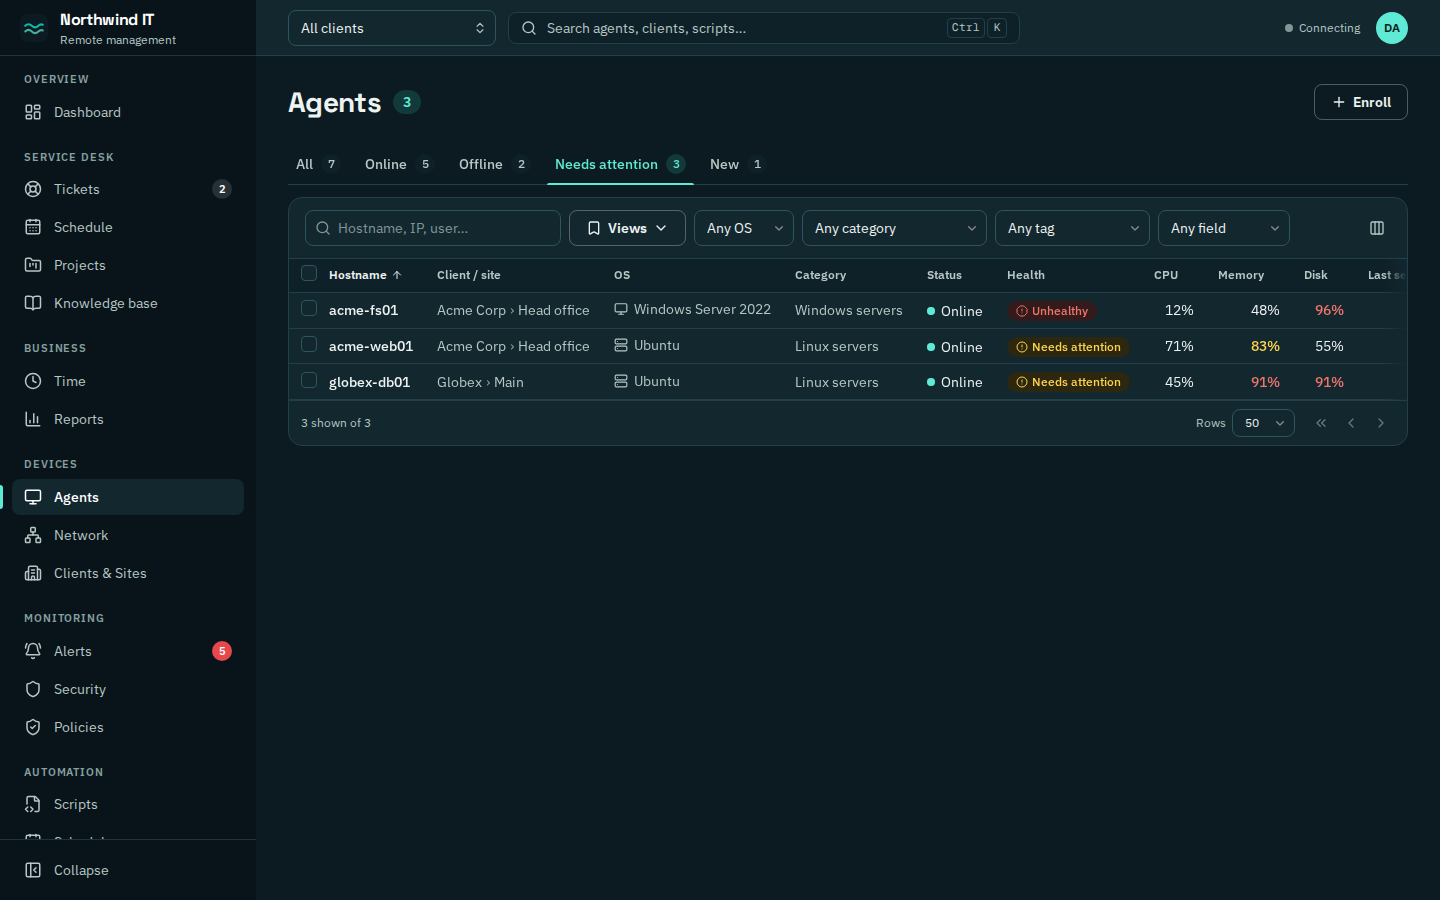 Northwind IT
Remote management
All clients
Search agents, clients, scripts...
Ctrl K
Connecting
DA
OVERVIEW
Dashboard
SERVICE DESK
Tickets 2
Schedule
Projects
Knowledge base
BUSINESS
Time
Reports
DEVICES
Agents
Network
Clients & Sites
MONITORING
Alerts 5
Security
Policies
AUTOMATION
Scripts
Collapse
Agents 3
Enroll
All 7 Online 5 Offline 2 Needs attention 3 New 1
Hostname, IP, user... Views Any OS Any category Any tag Any field
Hostname Client / site OS Category Status Health CPU Memory Disk Last
acme-fs01 Acme Corp › Head office Windows Server 2022 Windows servers Online Unhealthy 12% 48% 96%
acme-web01 Acme Corp › Head office Ubuntu Linux servers Online Needs attention 71% 83% 55%
globex-db01 Globex › Main Ubuntu Linux servers Online Needs attention 45% 91% 91%
3 shown of 3
Rows 50